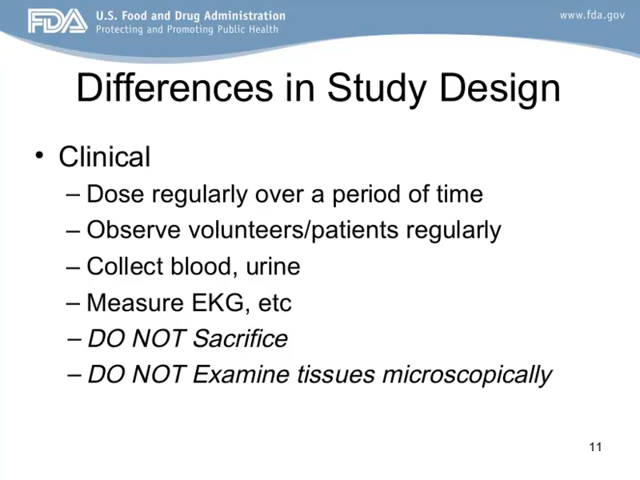 FDA U.S. Food and Drug Administration
Protecting and Promoting Public Health
www.fda.gov
Differences in Study Design
• Clinical
– Dose regularly over a period of time
– Observe volunteers/patients regularly
– Collect blood, urine
– Measure EKG, etc
– DO NOT Sacrifice
– DO NOT Examine tissues microscopically
11